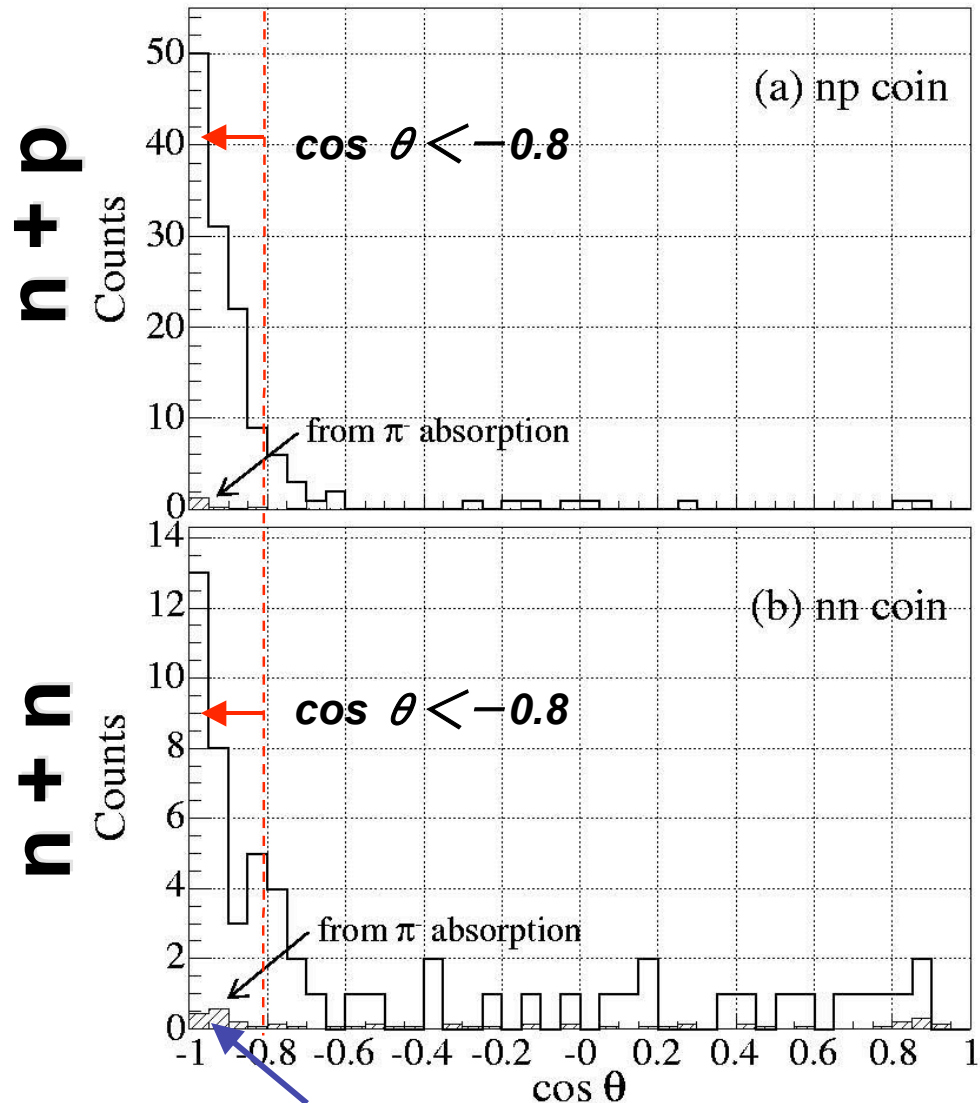 50
(a) np coin
cos θ < −0.8
40
n + p
Counts
30
20
10
from π⁻ absorption
0
14
(b) nn coin
12
10
cos θ < −0.8
n + n
Counts
8
6
4
from π⁻ absorption
2
0
-1 -0.8 -0.6 -0.4 -0.2 -0 0.2 0.4 0.6 0.8 1
cos θ